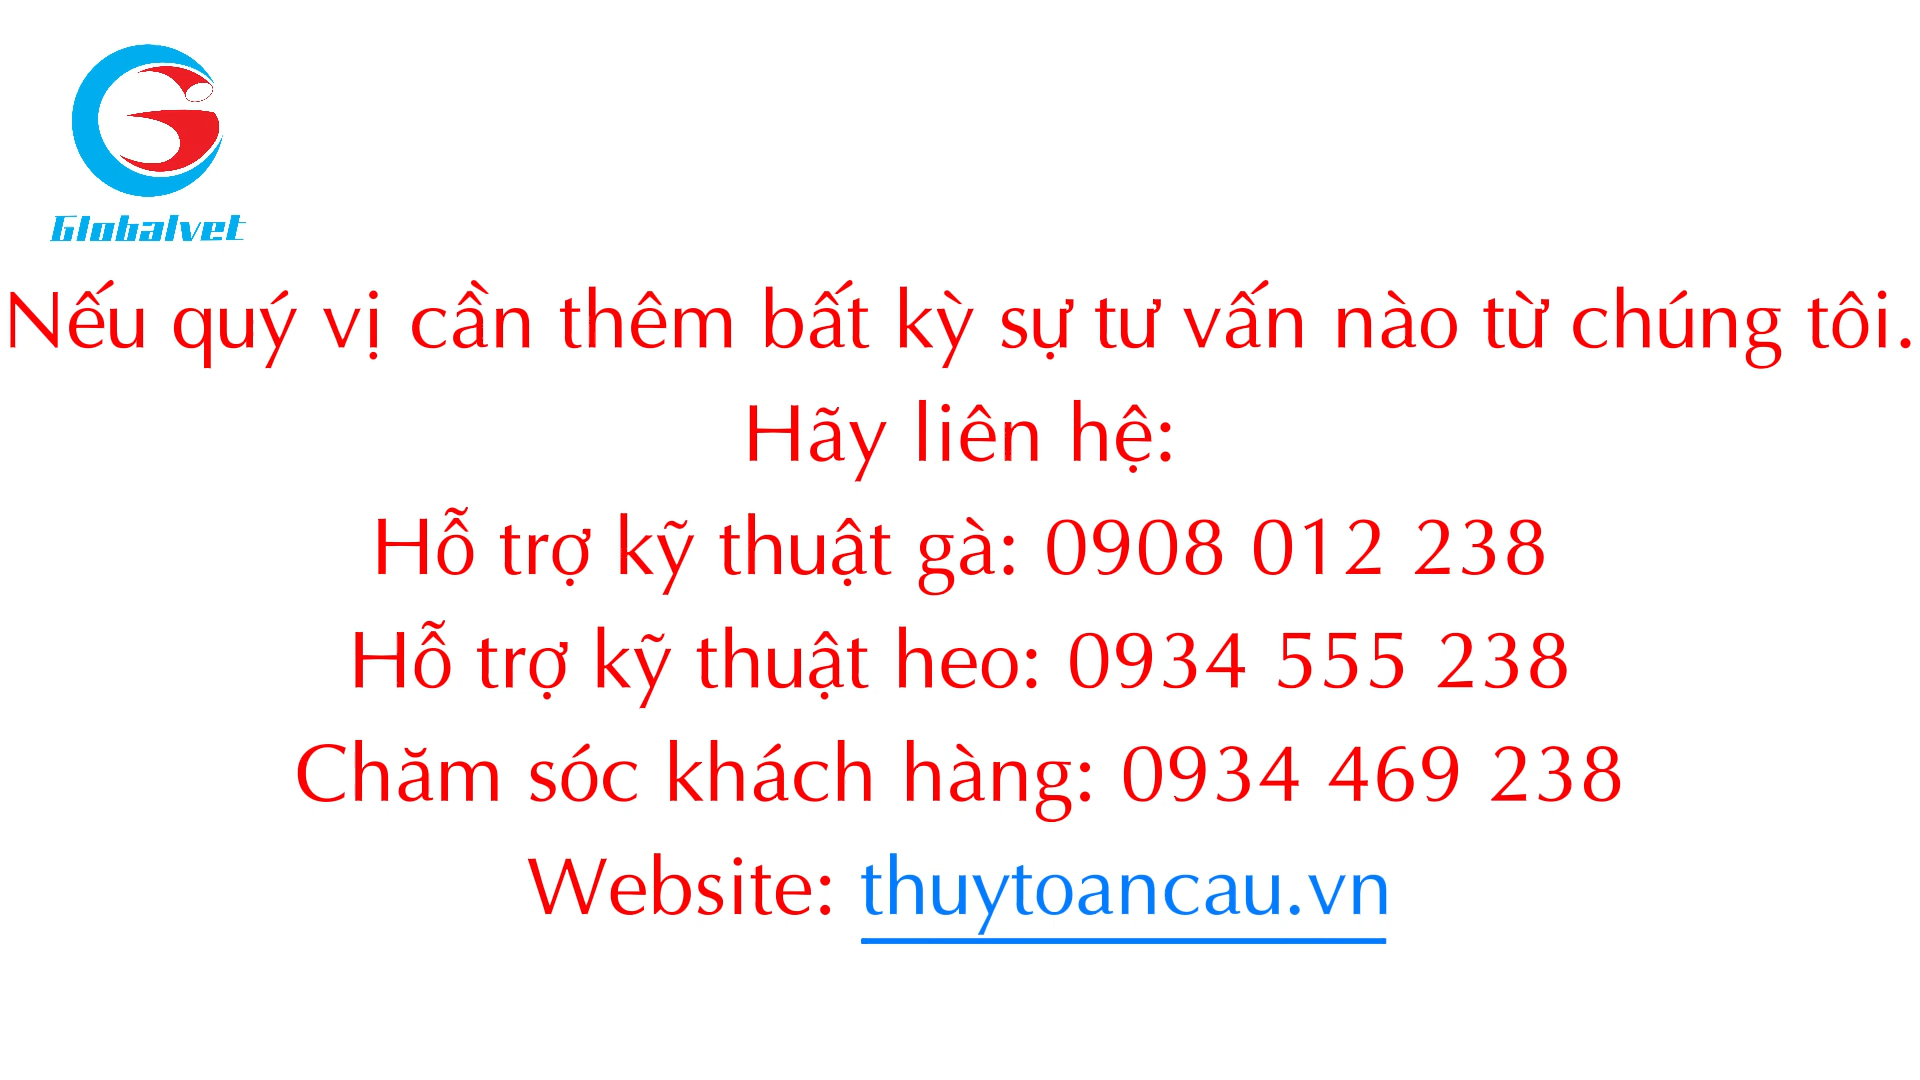 Globalvet
Nếu quý vị cần thêm bất kỳ sự tư vấn nào từ chúng tôi.
Hãy liên hệ:
Hỗ trợ kỹ thuật gà: 0908 012 238
Hỗ trợ kỹ thuật heo: 0934 555 238
Chăm sóc khách hàng: 0934 469 238
Website: thuytoancau.vn